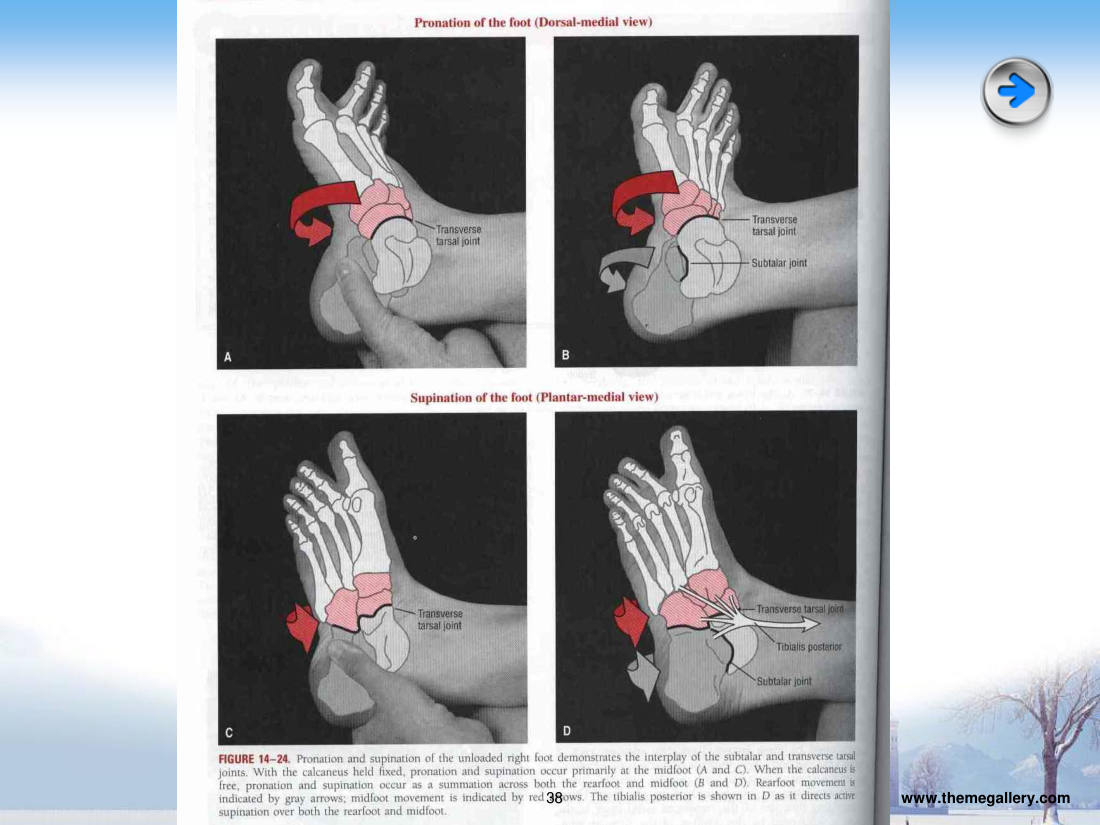 Pronation of the foot (Dorsal-medial view)
Transverse
tarsal joint
A
Transverse
tarsal joint
Subtalar joint
B
Supination of the foot (Plantar-medial view)
Transverse
tarsal joint
C
Transverse tarsal joint
Tibialis posterior
Subtalar joint
D
FIGURE 14–24. Pronation and supination of the unloaded right foot demonstrates the interplay of the subtalar and transverse tarsal
joints. With the calcaneus held fixed, pronation and supination occur primarily at the midfoot (A and C). When the calcaneus is
free, pronation and supination occur as a summation across both the rearfoot and midfoot (B and D). Rearfoot movement is
indicated by gray arrows; midfoot movement is indicated by red The tibialis posterior is shown in D as it directs active
supination over both the rearfoot and midfoot.
38
www.themegallery.com